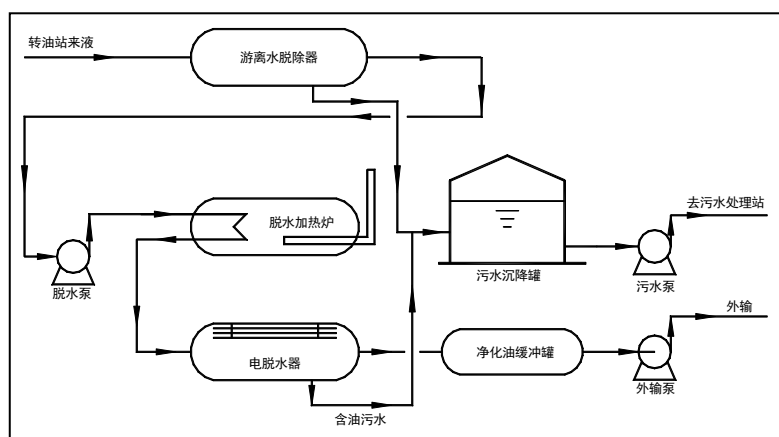 转油站来液
游离水脱除器
脱水加热炉
去污水处理站
污水沉降罐
脱水泵
污水泵
外输
电脱水器
净化油缓冲罐
外输泵
含油污水